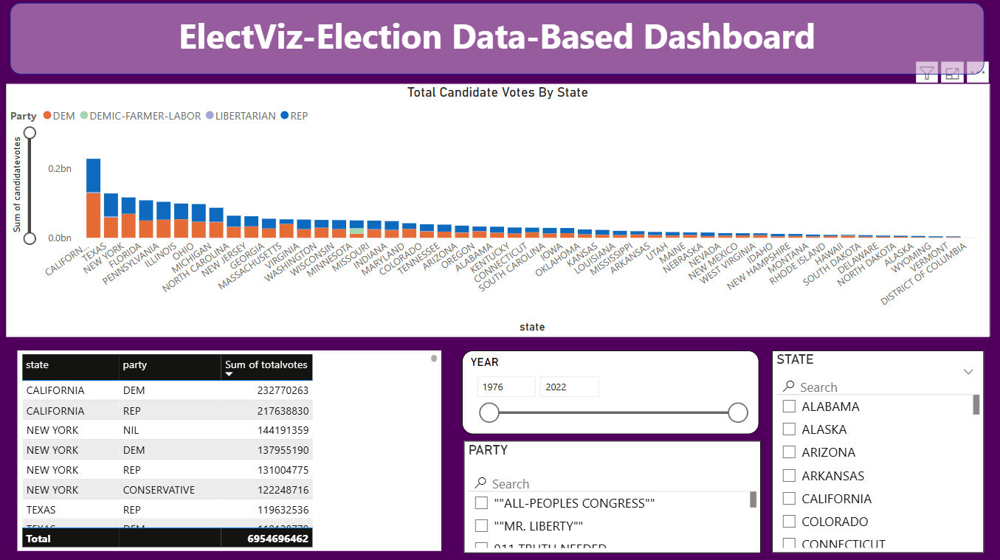 ElectViz-Election Data-Based Dashboard
Total Candidate Votes By State
Party DEM DEMIC-FARMER-LABOR LIBERTARIAN REP
Sum of candidatevotes
0.2bn
0.0bn
CALIFORN...
TEXAS
NEW YORK
FLORIDA
PENNSYLVANIA
ILLINOIS
OHIO
MICHIGAN
NORTH CAROLINA
NEW JERSEY
GEORGIA
MASSACHUSETTS
VIRGINIA
WASHINGTON
WISCONSIN
MINNESOTA
MISSOURI
INDIANA
MARYLAND
COLORADO
TENNESSEE
ARIZONA
OREGON
ALABAMA
KENTUCKY
CONNECTICUT
SOUTH CAROLINA
IOWA
OKLAHOMA
KANSAS
LOUISIANA
MISSISSIPPI
ARKANSAS
UTAH
MAINE
NEBRASKA
NEVADA
NEW MEXICO
WEST VIRGINIA
IDAHO
NEW HAMPSHIRE
MONTANA
RHODE ISLAND
HAWAII
SOUTH DAKOTA
DELAWARE
NORTH DAKOTA
ALASKA
WYOMING
VERMONT
DISTRICT OF COLUMBIA
state
state party Sum of totalvotes
CALIFORNIA DEM 232770263
CALIFORNIA REP 217638830
NEW YORK NIL 144191359
NEW YORK DEM 137955190
NEW YORK REP 131004775
NEW YORK CONSERVATIVE 122248716
TEXAS REP 119632536
TEXAS DEM
Total 6954696462
YEAR
1976 2022
PARTY
Search
""ALL-PEOPLES CONGRESS""
""MR. LIBERTY""
911 TRUTH NEEDED
STATE
Search
ALABAMA
ALASKA
ARIZONA
ARKANSAS
CALIFORNIA
COLORADO
CONNECTICUT